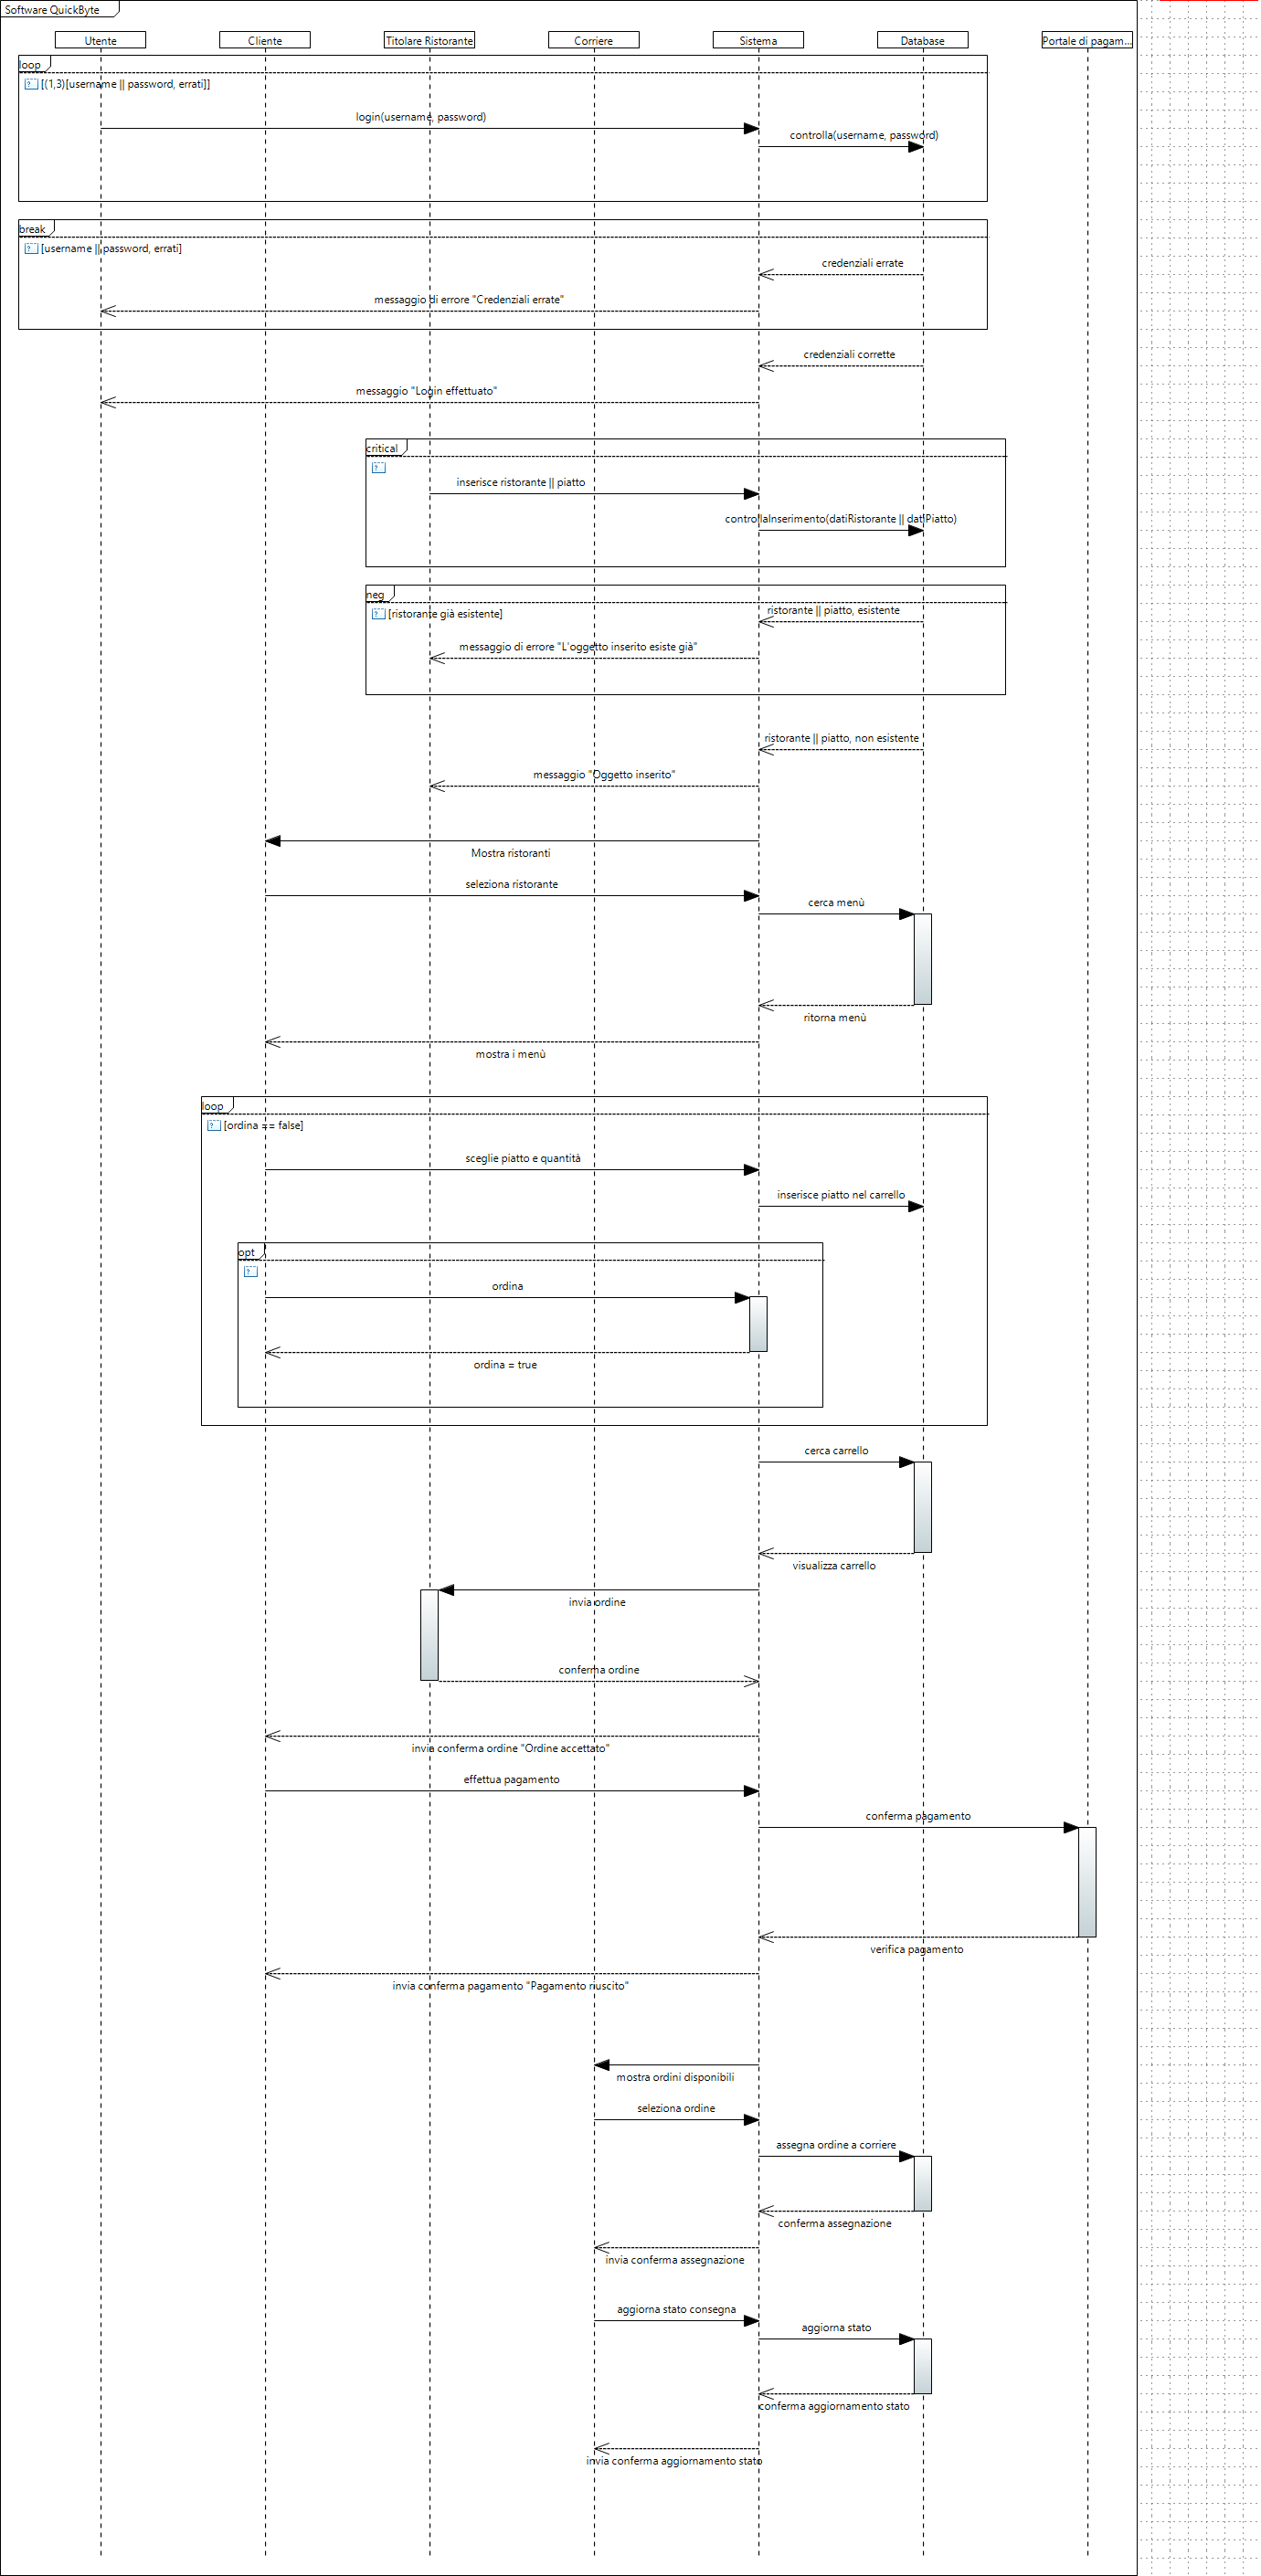 Software QuickByte
Utente
Cliente
Titolare Ristorante
Corriere
Sistema
Database
Portale di pagam...
loop
[(1,3)[username || password, errati]]
login(username, password)
controlla(username, password)
break
[username || password, errati]
credenziali errate
messaggio di errore "Credenziali errate"
credenziali corrette
messaggio "Login effettuato"
critical
inserisce ristorante || piatto
controllaInserimento(datiRistorante || datiPiatto)
neg
[ristorante già esistente]
ristorante || piatto, esistente
messaggio di errore "L'oggetto inserito esiste già"
ristorante || piatto, non esistente
messaggio "Oggetto inserito"
Mostra ristoranti
seleziona ristorante
cerca menù
ritorna menù
mostra i menù
loop
[ordina == false]
sceglie piatto e quantità
inserisce piatto nel carrello
opt
ordina
ordina = true
cerca carrello
visualizza carrello
invia ordine
conferma ordine
invia conferma ordine "Ordine accettato"
effettua pagamento
conferma pagamento
verifica pagamento
invia conferma pagamento "Pagamento riuscito"
mostra ordini disponibili
seleziona ordine
assegna ordine a corriere
conferma assegnazione
invia conferma assegnazione
aggiorna stato consegna
aggiorna stato
conferma aggiornamento stato
invia conferma aggiornamento stato